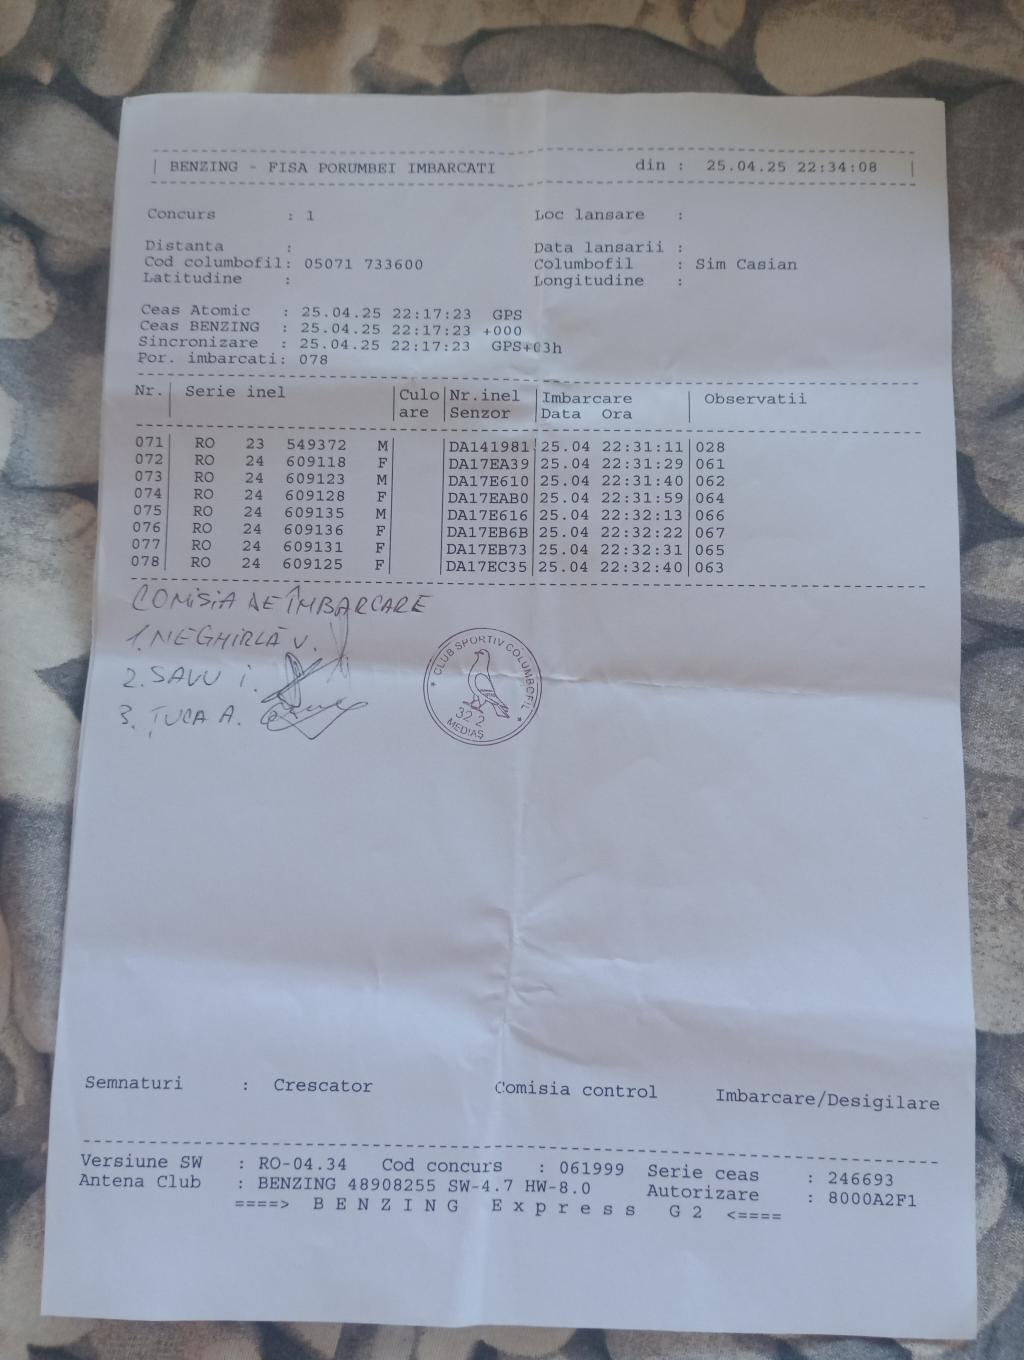 | BENZING - FISA PORUMBEI IMBARCATI din : 25.04.25 22:34:08 |
Concurs : 1 Loc lansare :
Distanta : Data lansarii :
Cod columbofil: 05071 733600 Columbofil : Sim Casian
Latitudine : Longitudine :
Ceas Atomic : 25.04.25 22:17:23 GPS
Ceas BENZING : 25.04.25 22:17:23 +000
Sincronizare : 25.04.25 22:17:23 GPS+03h
Por. imbarcati: 078
Nr.| Serie inel |Culo|Nr.inel |Imbarcare | Observatii
| |are |Senzor |Data Ora |
071| RO 23 549372 M| |DA141981|25.04 22:31:11|028
072| RO 24 609118 F| |DA17EA39|25.04 22:31:29|061
073| RO 24 609123 M| |DA17E610|25.04 22:31:40|062
074| RO 24 609128 F| |DA17EAB0|25.04 22:31:59|064
075| RO 24 609135 M| |DA17E616|25.04 22:32:13|066
076| RO 24 609136 F| |DA17EB6B|25.04 22:32:22|067
077| RO 24 609131 F| |DA17EB73|25.04 22:32:31|065
078| RO 24 609125 F| |DA17EC35|25.04 22:32:40|063
COMISIA DE ÎMBARCARE
1. NEGHIRLĂ V.
2. SAVU I.
3. ȚUCA A.
CLUB SPORTIV COLUMBOFIL
32.2
MEDIAȘ
Semnaturi : Crescator Comisia control Imbarcare/Desigilare
Versiune SW : RO-04.34 Cod concurs : 061999 Serie ceas : 246693
Antena Club : BENZING 48908255 SW-4.7 HW-8.0 Autorizare : 8000A2F1
====> B E N Z I N G E x p r e s s G 2 <====